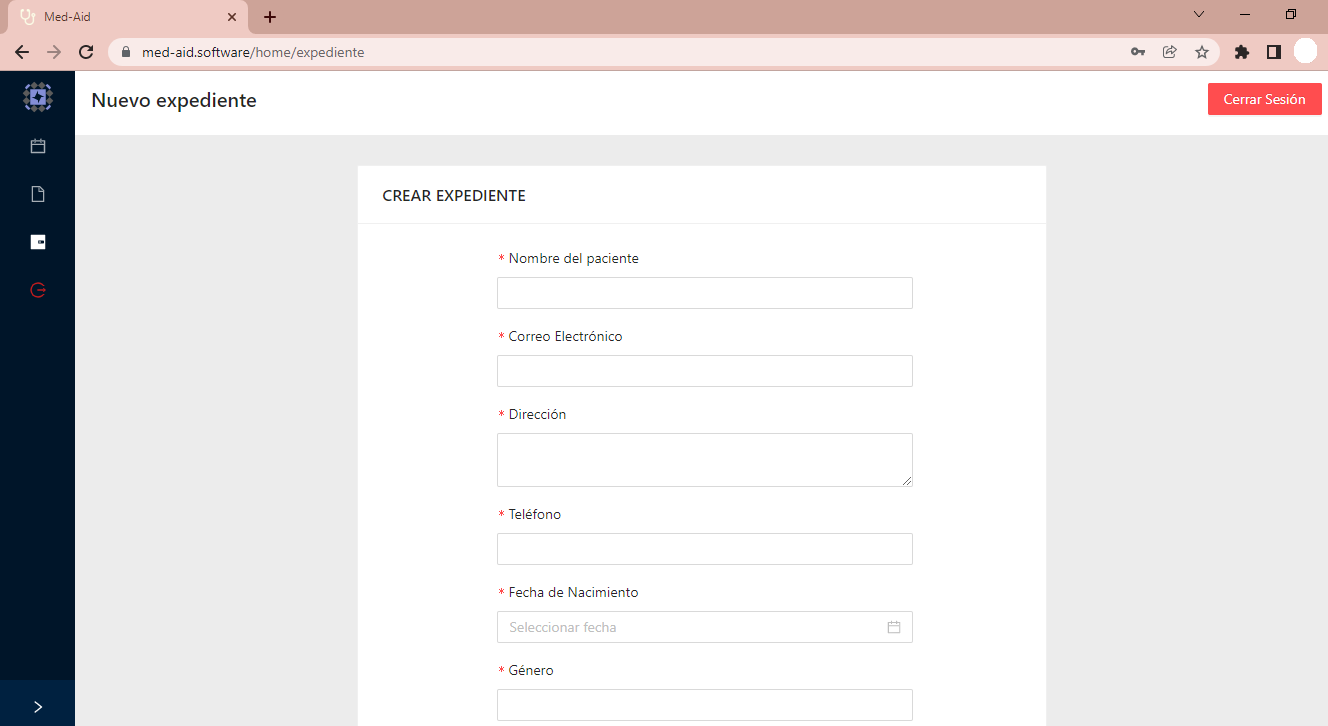 Med-Aid
med-aid.software/home/expediente
Nuevo expediente
Cerrar Sesión
CREAR EXPEDIENTE
* Nombre del paciente
* Correo Electrónico
* Dirección
* Teléfono
* Fecha de Nacimiento
Seleccionar fecha
* Género